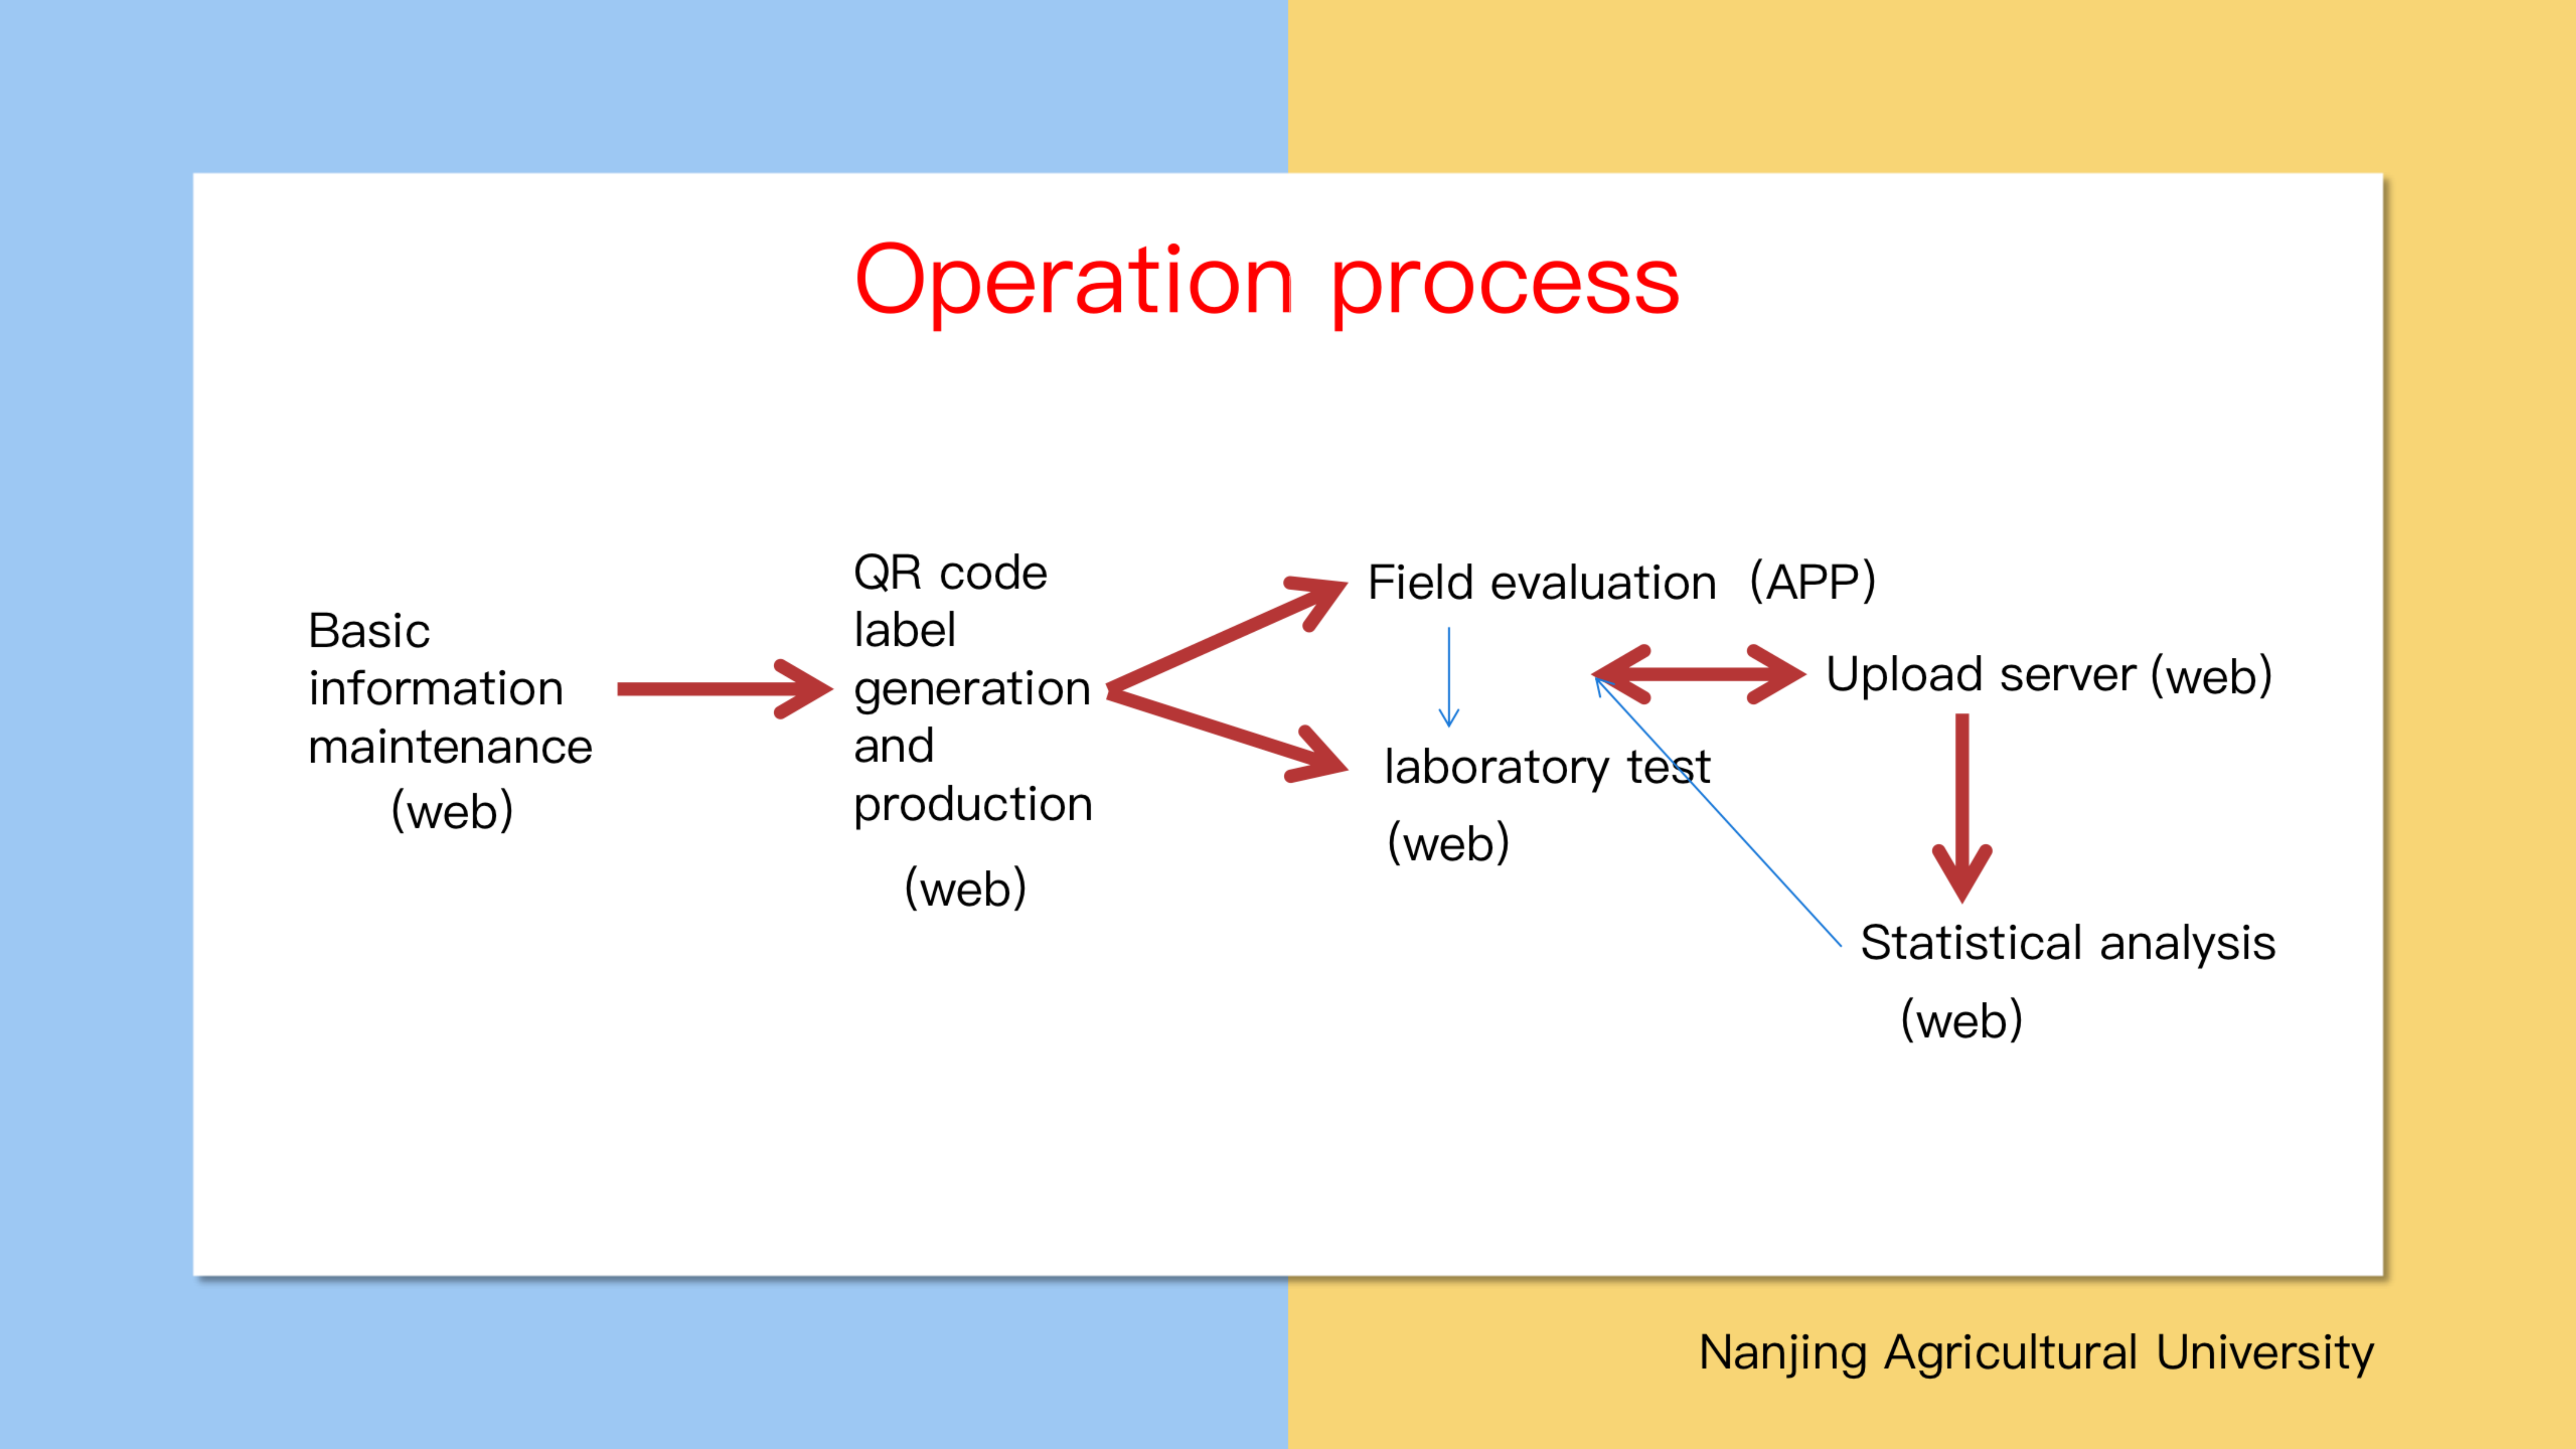 Operation process
Basic
information
maintenance
(web)
QR code
label
generation
and
production
(web)
Field evaluation (APP)
laboratory test
(web)
Upload server (web)
Statistical analysis
(web)
Nanjing Agricultural University